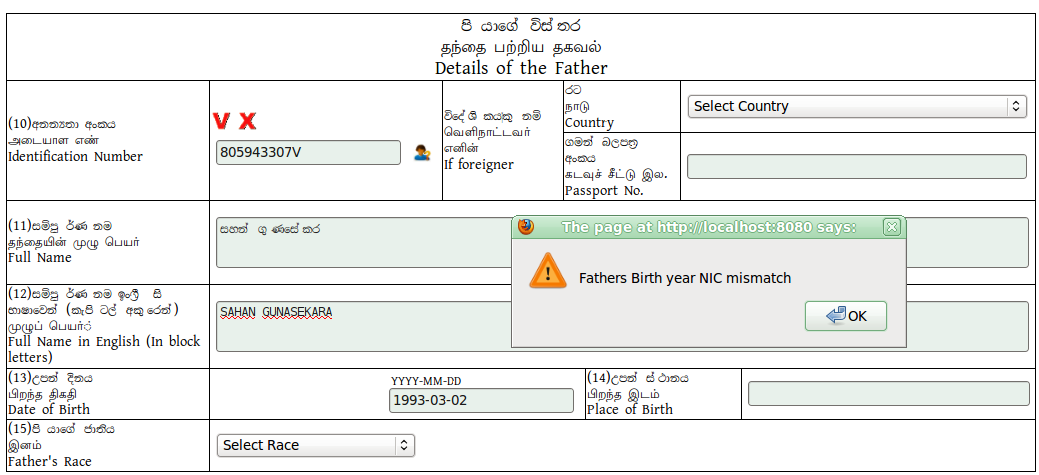 පි යාගේ විස් තර
தந்தை பற்றிய தகவல்
Details of the Father
(10)අනන්‍යතා අංකය
அடையாள எண்
Identification Number
V X
805943307V
විදේ ශි කයකු නම්
வெளிநாட்டவர்
எனின்
If foreigner
රට
நாடு
Country
Select Country
ගමන් බලපත්‍ර
අංකය
கடவுச் சீட்டு இல.
Passport No.
(11)සම්පු ර්ණ නම
தந்தையின் முழு பெயர்
Full Name
සහන් ගු ණසේ කර
The page at http://localhost:8080 says:
Fathers Birth year NIC mismatch
OK
(12)සම්පු ර්ණ නම ඉංග්‍රී සි
භාෂාවෙන් (කැපි ටල් අකු රෙන්)
முழுப் பெயர்்
Full Name in English (In block
letters)
SAHAN GUNASEKARA
(13)උපන් දිනය
பிறந்த திகதி
Date of Birth
YYYY-MM-DD
1993-03-02
(14)උපන් ස් ථානය
பிறந்த இடம்
Place of Birth
(15)පි යාගේ ජාතිය
இனம்
Father's Race
Select Race